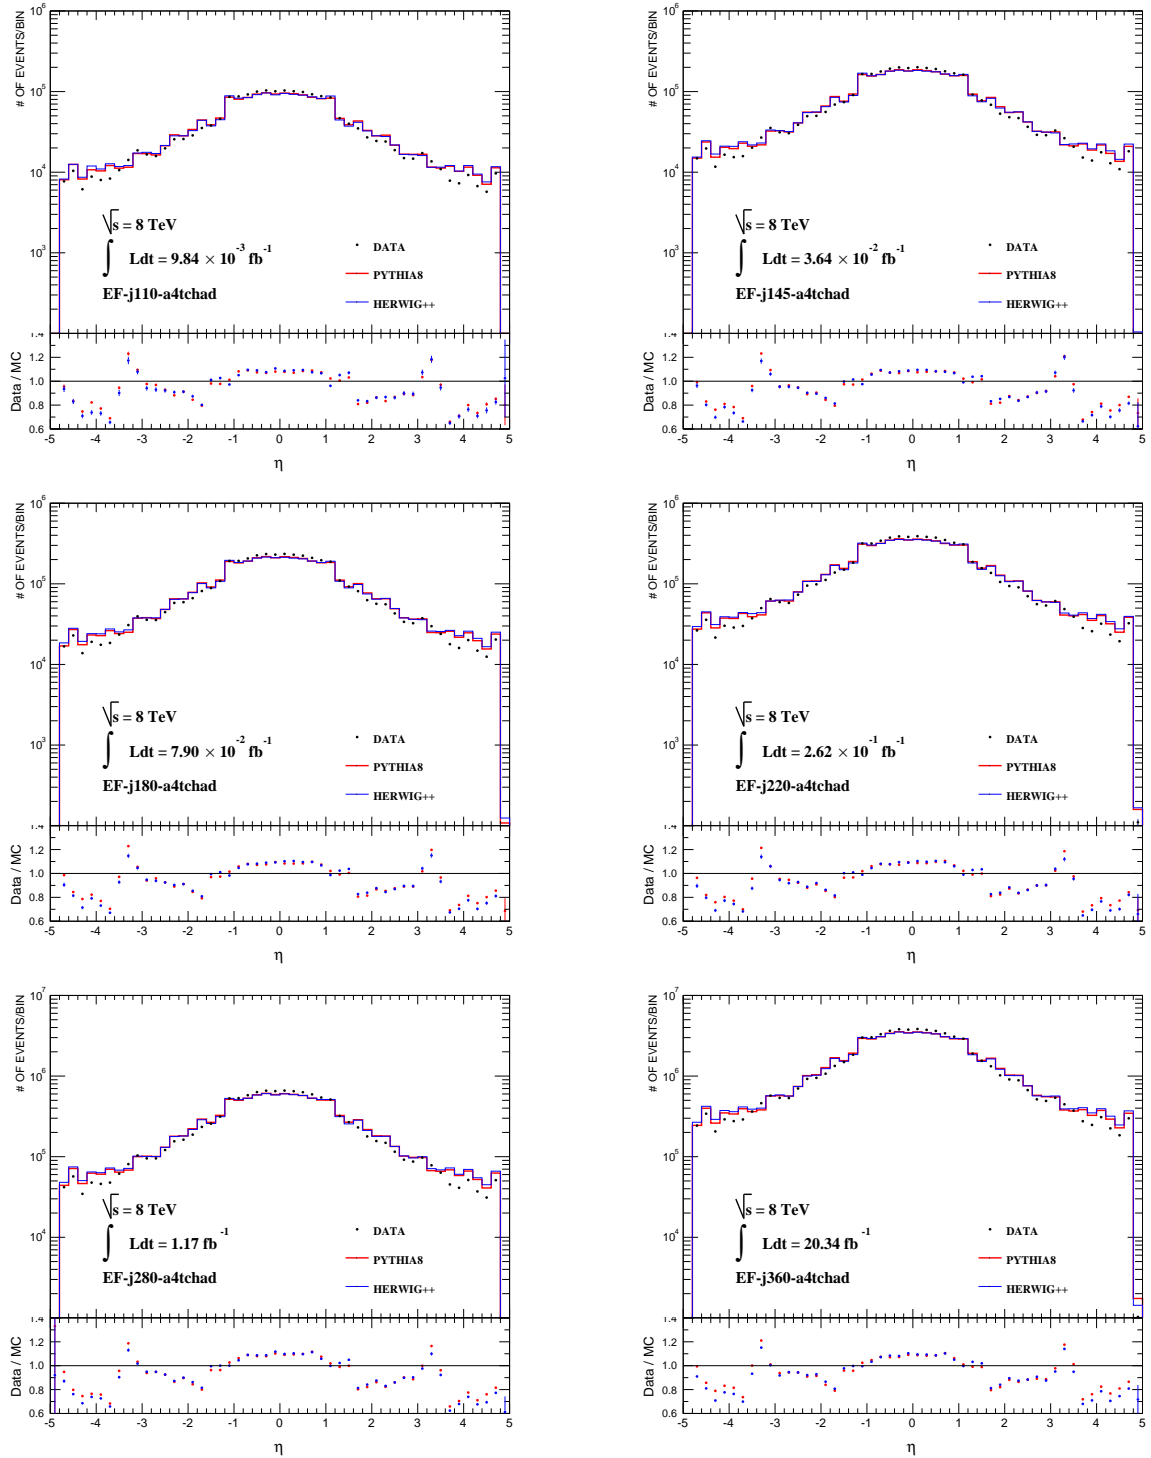 # OF EVENTS/BIN
10^6
10^5
10^4
10^3
√s = 8 TeV
∫ Ldt = 9.84 × 10^-3 fb^-1
EF-j110-a4tchad
DATA
PYTHIA8
HERWIG++
Data / MC
1.4
1.2
1.0
0.8
0.6
-5 -4 -3 -2 -1 0 1 2 3 4 5
η
# OF EVENTS/BIN
10^6
10^5
10^4
10^3
√s = 8 TeV
∫ Ldt = 3.64 × 10^-2 fb^-1
EF-j145-a4tchad
DATA
PYTHIA8
HERWIG++
Data / MC
1.4
1.2
1.0
0.8
0.6
-5 -4 -3 -2 -1 0 1 2 3 4 5
η
# OF EVENTS/BIN
10^6
10^5
10^4
10^3
√s = 8 TeV
∫ Ldt = 7.90 × 10^-2 fb^-1
EF-j180-a4tchad
DATA
PYTHIA8
HERWIG++
Data / MC
1.4
1.2
1.0
0.8
0.6
-5 -4 -3 -2 -1 0 1 2 3 4 5
η
# OF EVENTS/BIN
10^6
10^5
10^4
10^3
√s = 8 TeV
∫ Ldt = 2.62 × 10^-1 fb^-1
EF-j220-a4tchad
DATA
PYTHIA8
HERWIG++
Data / MC
1.4
1.2
1.0
0.8
0.6
-5 -4 -3 -2 -1 0 1 2 3 4 5
η
# OF EVENTS/BIN
10^7
10^6
10^5
10^4
√s = 8 TeV
∫ Ldt = 1.17 fb^-1
EF-j280-a4tchad
DATA
PYTHIA8
HERWIG++
Data / MC
1.4
1.2
1.0
0.8
0.6
-5 -4 -3 -2 -1 0 1 2 3 4 5
η
# OF EVENTS/BIN
10^7
10^6
10^5
10^4
√s = 8 TeV
∫ Ldt = 20.34 fb^-1
EF-j360-a4tchad
DATA
PYTHIA8
HERWIG++
Data / MC
1.4
1.2
1.0
0.8
0.6
-5 -4 -3 -2 -1 0 1 2 3 4 5
η